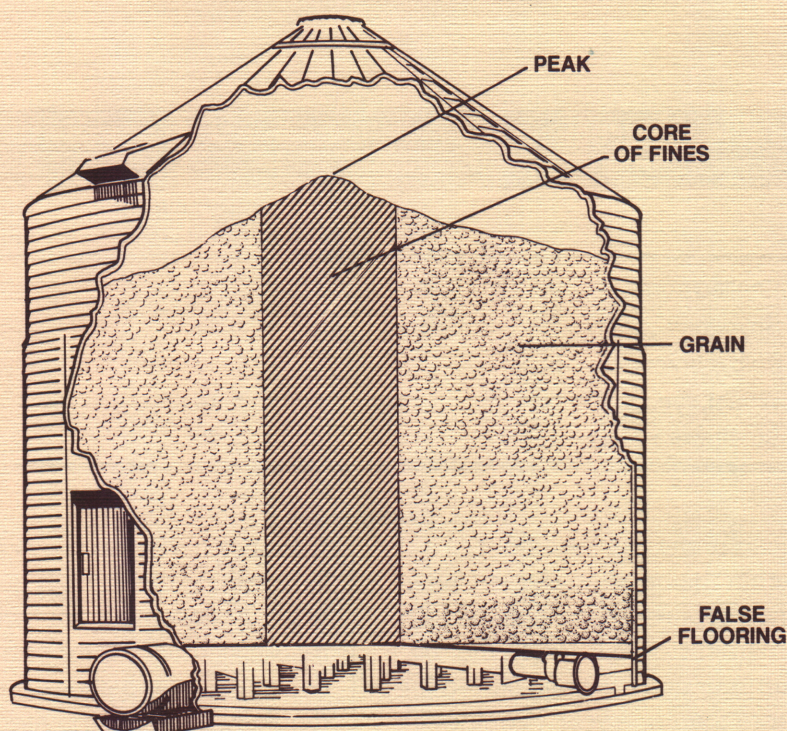 PEAK
CORE
OF FINES
GRAIN
FALSE
FLOORING